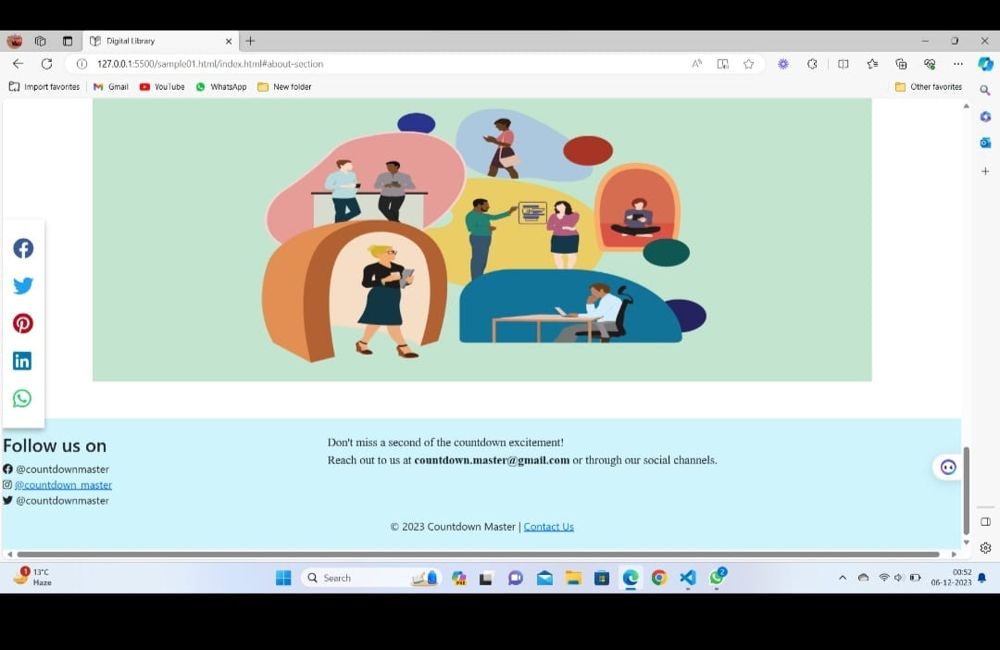 Digital Library
127.0.0.1:5500/sample01.html/index.html#about-section
Import favorites
Gmail
YouTube
WhatsApp
New folder
Other favorites
Follow us on
@countdownmaster
@countdown_master
@countdownmaster
Don't miss a second of the countdown excitement!
Reach out to us at countdown.master@gmail.com or through our social channels.
© 2023 Countdown Master | Contact Us
1
13°C
Haze
Search
PRE
2
00:52
06-12-2023